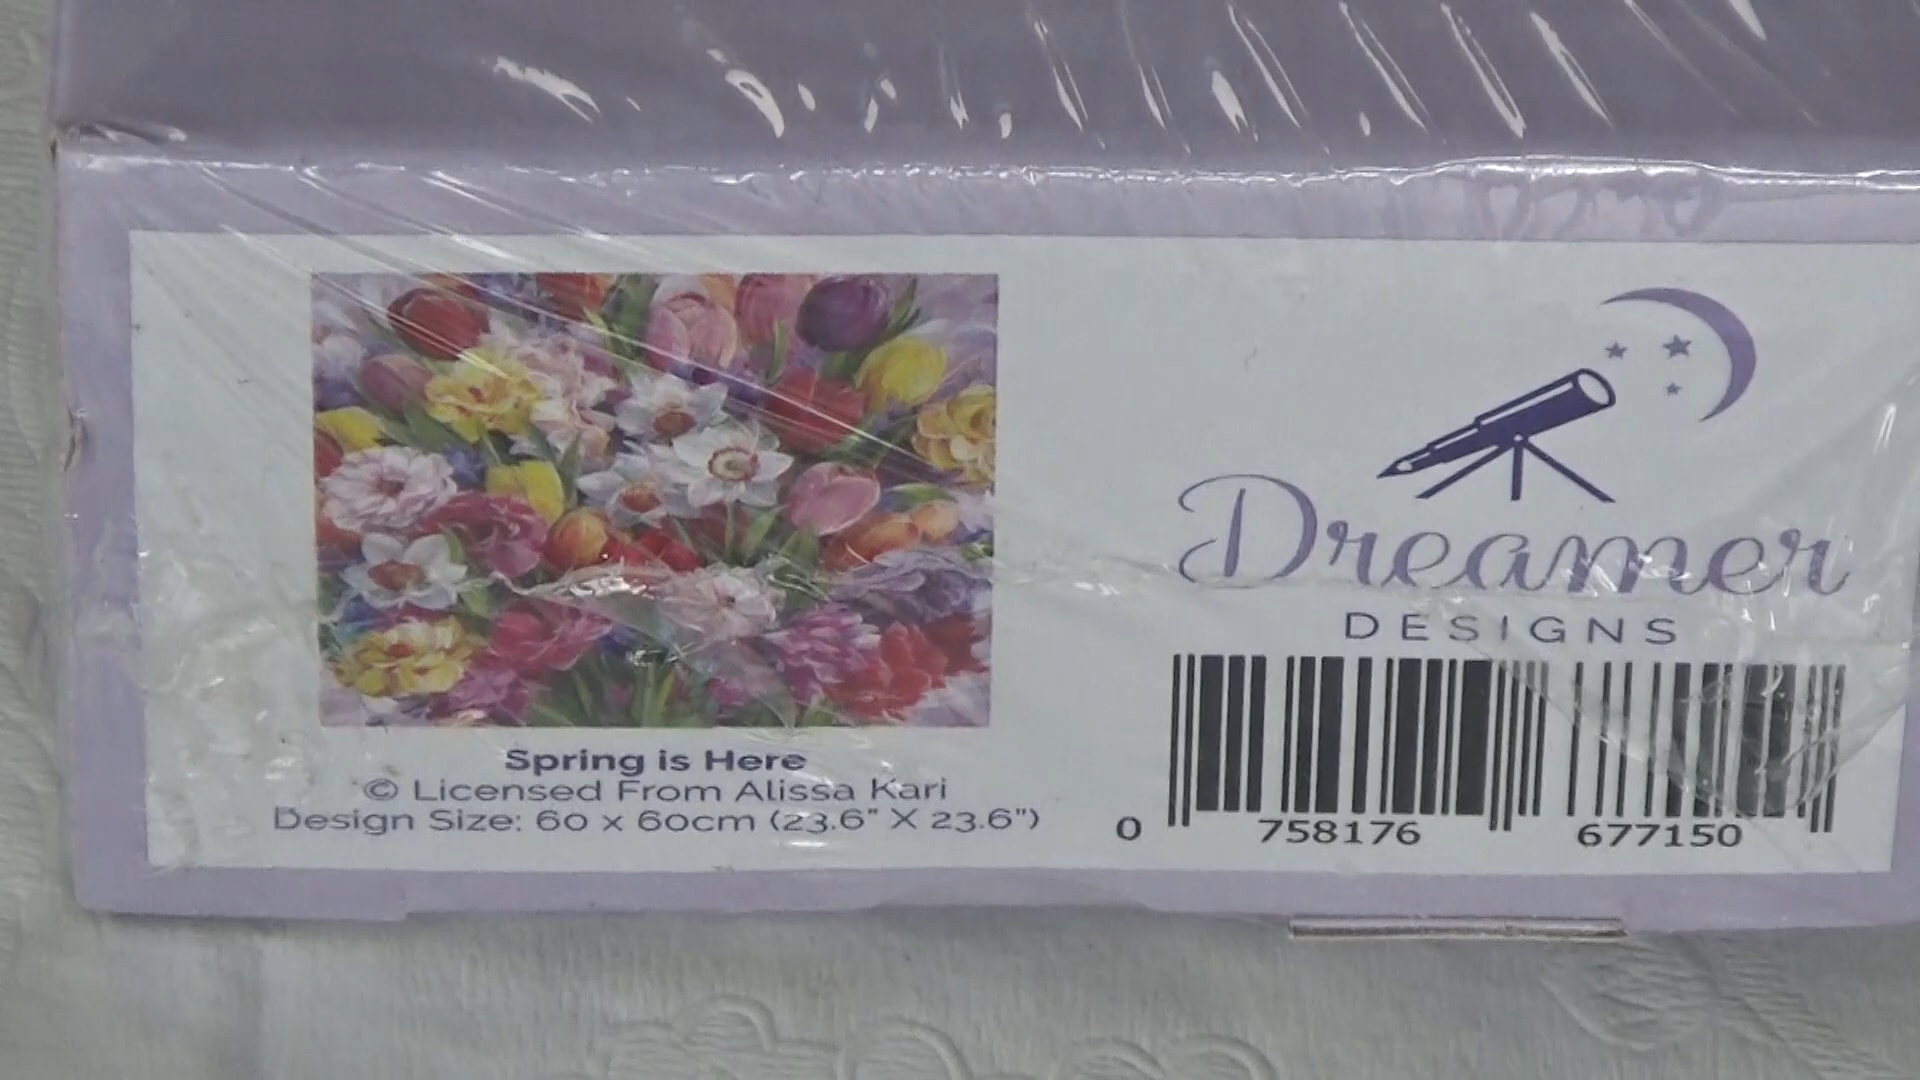 Spring is Here
© Licensed From Alissa Kari
Design Size: 60 x 60cm (23.6" X 23.6")
Dreamer
DESIGNS
0 758176 677150